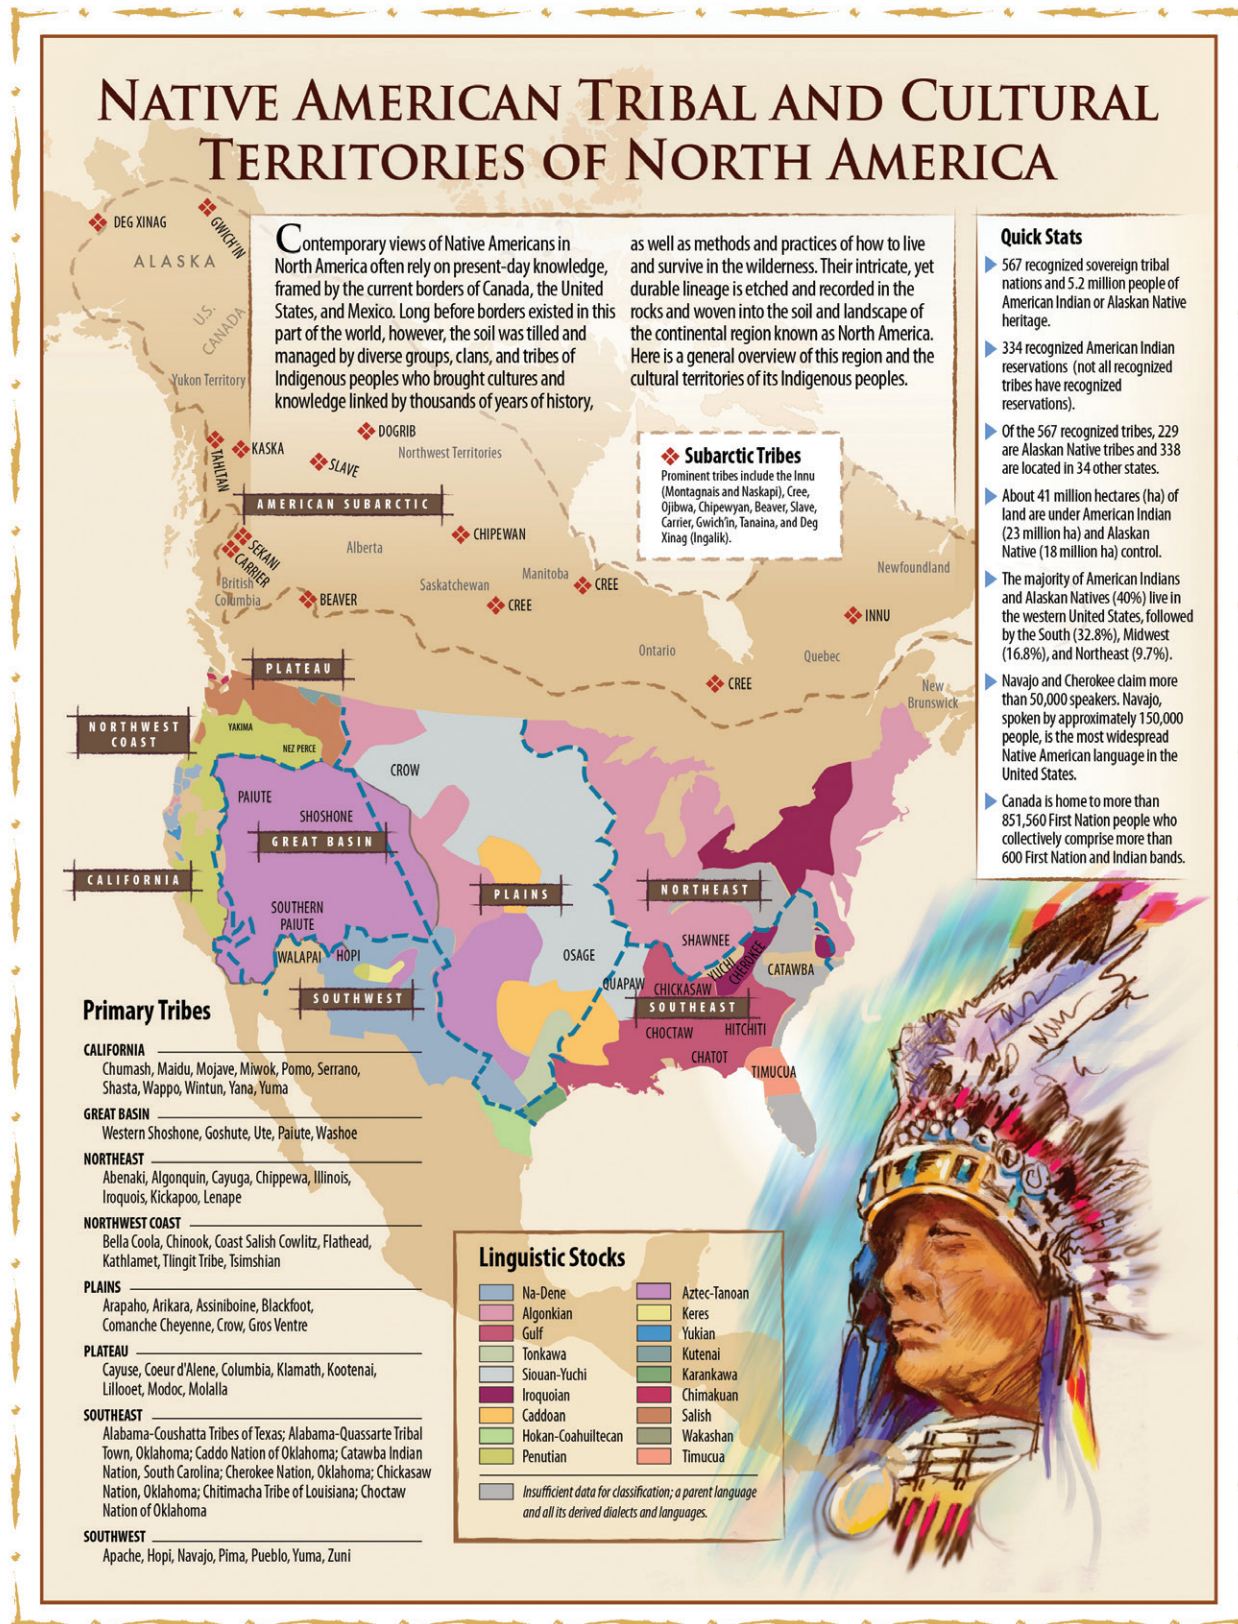 NATIVE AMERICAN TRIBAL AND CULTURAL
TERRITORIES OF NORTH AMERICA
Contemporary views of Native Americans in
North America often rely on present-day knowledge,
framed by the current borders of Canada, the United
States, and Mexico. Long before borders existed in this
part of the world, however, the soil was tilled and
managed by diverse groups, clans, and tribes of
Indigenous peoples who brought cultures and
knowledge linked by thousands of years of history,
as well as methods and practices of how to live
and survive in the wilderness. Their intricate, yet
durable lineage is etched and recorded in the
rocks and woven into the soil and landscape of
the continental region known as North America.
Here is a general overview of this region and the
cultural territories of its Indigenous peoples.
Quick Stats
567 recognized sovereign tribal
nations and 5.2 million people of
American Indian or Alaskan Native
heritage.
334 recognized American Indian
reservations (not all recognized
tribes have recognized
reservations).
Of the 567 recognized tribes, 229
are Alaskan Native tribes and 338
are located in 34 other states.
About 41 million hectares (ha) of
land are under American Indian
(23 million ha) and Alaskan
Native (18 million ha) control.
The majority of American Indians
and Alaskan Natives (40%) live in
the western United States, followed
by the South (32.8%), Midwest
(16.8%), and Northeast (9.7%).
Navajo and Cherokee claim more
than 50,000 speakers. Navajo,
spoken by approximately 150,000
people, is the most widespread
Native American language in the
United States.
Canada is home to more than
851,560 First Nation people who
collectively comprise more than
600 First Nation and Indian bands.
DEG XINAG
GWICH'IN
ALASKA
U.S.
CANADA
Yukon Territory
TAHLTAN
KASKA
DOGRIB
SLAVE
Northwest Territories
AMERICAN SUBARCTIC
Subarctic Tribes
Prominent tribes include the Innu
(Montagnais and Naskapi), Cree,
Ojibwa, Chipewyan, Beaver, Slave,
Carrier, Gwich'in, Tanaina, and Deg
Xinag (Ingalik).
SEKANI
CARRIER
British
Columbia
BEAVER
Alberta
CHIPEWAN
Saskatchewan
Manitoba
CREE
CREE
Newfoundland
INNU
Ontario
Quebec
CREE
New
Brunswick
PLATEAU
NORTHWEST
COAST
YAKIMA
NEZ PERCE
CROW
PAIUTE
SHOSHONE
GREAT BASIN
CALIFORNIA
PLAINS
NORTHEAST
SOUTHERN
PAIUTE
WALAPAI
HOPI
SOUTHWEST
OSAGE
QUAPAW
SHAWNEE
YUCHI
CHEROKEE
CATAWBA
CHICKASAW
SOUTHEAST
CHOCTAW
HITCHITI
CHATOT
TIMUCUA
Primary Tribes
CALIFORNIA
Chumash, Maidu, Mojave, Miwok, Pomo, Serrano,
Shasta, Wappo, Wintun, Yana, Yuma
GREAT BASIN
Western Shoshone, Goshute, Ute, Paiute, Washoe
NORTHEAST
Abenaki, Algonquin, Cayuga, Chippewa, Illinois,
Iroquois, Kickapoo, Lenape
NORTHWEST COAST
Bella Coola, Chinook, Coast Salish Cowlitz, Flathead,
Kathlamet, Tlingit Tribe, Tsimshian
PLAINS
Arapaho, Arikara, Assiniboine, Blackfoot,
Comanche Cheyenne, Crow, Gros Ventre
PLATEAU
Cayuse, Coeur d'Alene, Columbia, Klamath, Kootenai,
Lillooet, Modoc, Molalla
SOUTHEAST
Alabama-Coushatta Tribes of Texas; Alabama-Quassarte Tribal
Town, Oklahoma; Caddo Nation of Oklahoma; Catawba Indian
Nation, South Carolina; Cherokee Nation, Oklahoma; Chickasaw
Nation, Oklahoma; Chitimacha Tribe of Louisiana; Choctaw
Nation of Oklahoma
SOUTHWEST
Apache, Hopi, Navajo, Pima, Pueblo, Yuma, Zuni
Linguistic Stocks
Na-Dene
Algonkian
Gulf
Tonkawa
Siouan-Yuchi
Iroquoian
Caddoan
Hokan-Coahuiltecan
Penutian
Aztec-Tanoan
Keres
Yukian
Kutenai
Karankawa
Chimakuan
Salish
Wakashan
Timucua
Insufficient data for classification; a parent language
and all its derived dialects and languages.